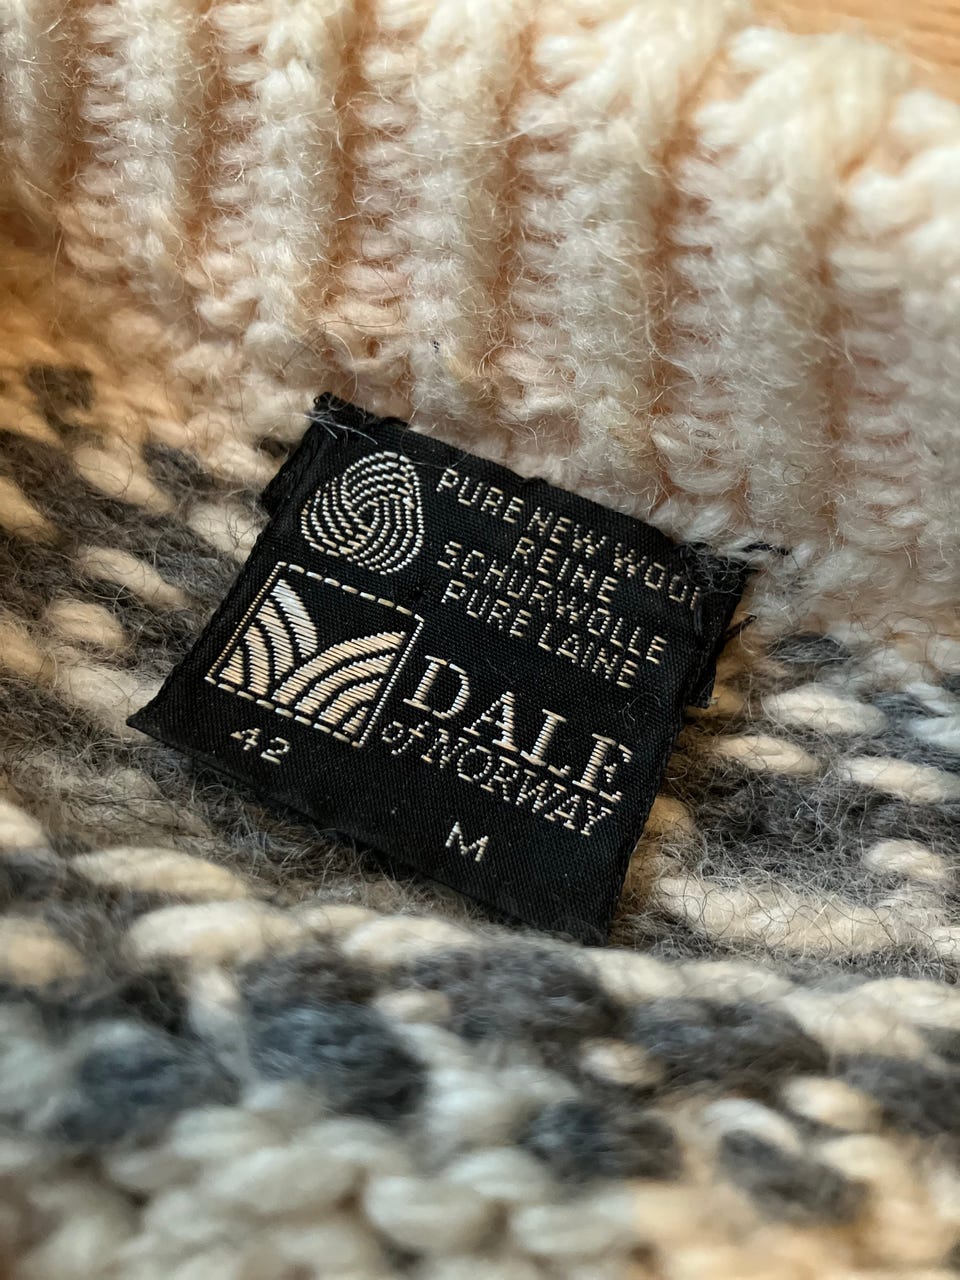 PURE NEW WOOL
REINE
SCHURWOLLE
PURE LAINE
DALE
of NORWAY
42
M